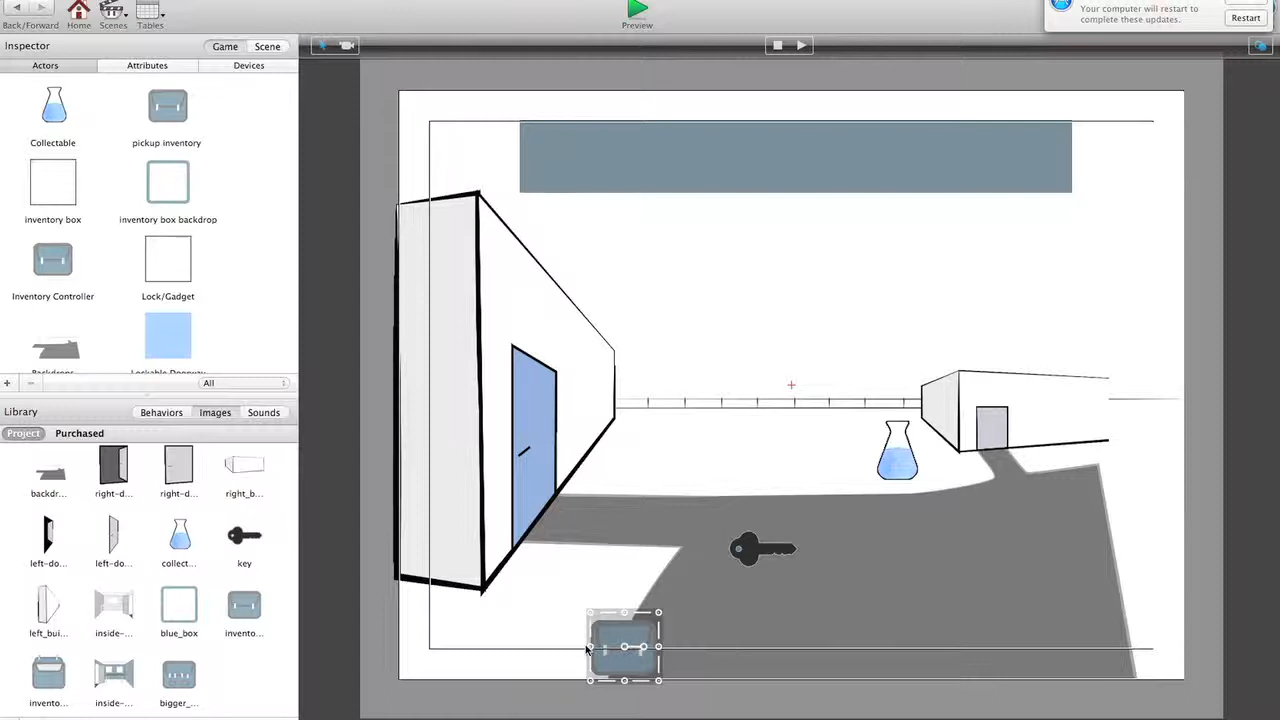 Your computer will restart to
complete these updates.
Restart
Back/Forward
Home
Scenes
Tables
Preview
Inspector
Game
Scene
Actors
Attributes
Devices
Collectable
pickup inventory
inventory box
inventory box backdrop
Inventory Controller
Lock/Gadget
Backdrops
Lockable Doorway
+
−
All
Library
Behaviors
Images
Sounds
Project
Purchased
backdr...
right-d...
right-d...
right_b...
left-do...
left-do...
collect...
key
left_bui...
inside-...
blue_box
invento...
invento...
inside-...
bigger_...